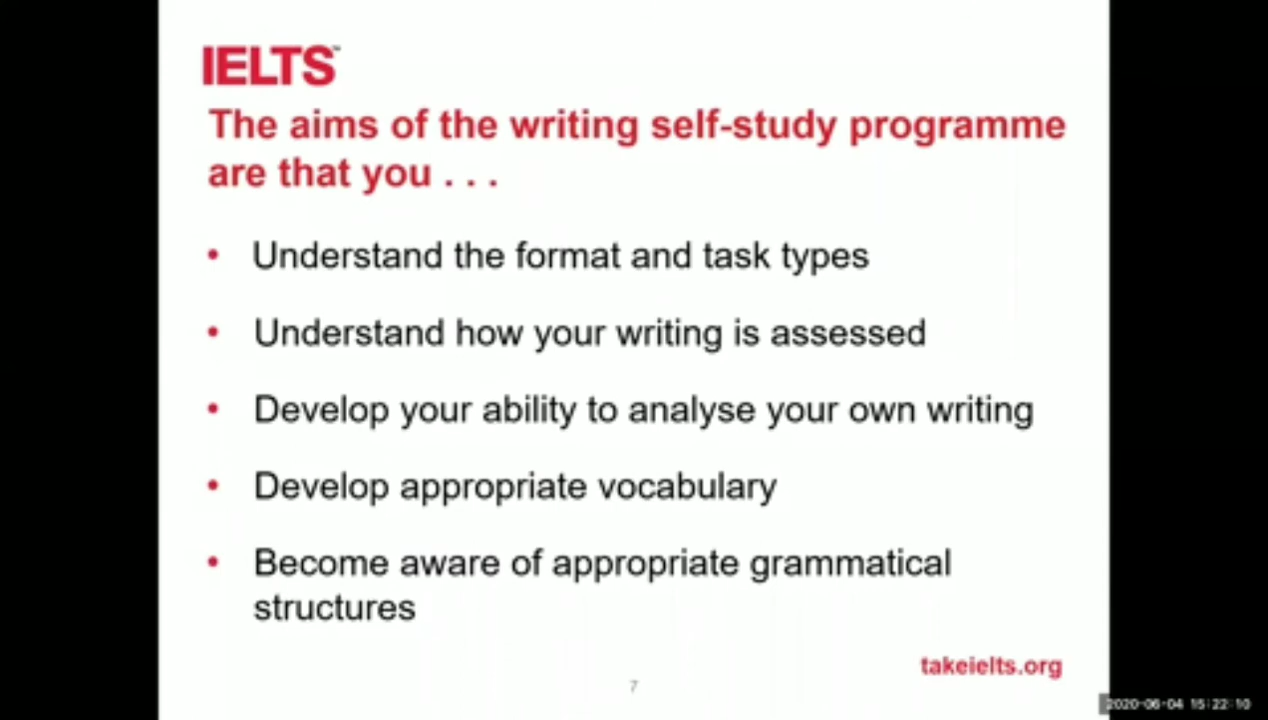 IELTS™
The aims of the writing self-study programme
are that you . . .
• Understand the format and task types
• Understand how your writing is assessed
• Develop your ability to analyse your own writing
• Develop appropriate vocabulary
• Become aware of appropriate grammatical
structures
takeielts.org
7
2020-06-04 15:22:10